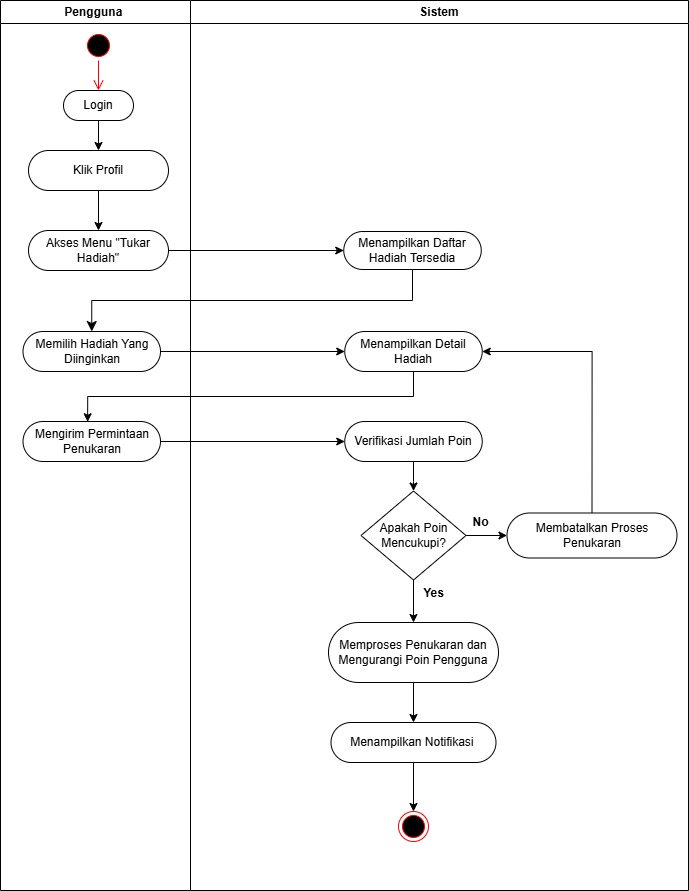 Pengguna
Sistem
Login
Klik Profil
Akses Menu "Tukar
Hadiah"
Menampilkan Daftar
Hadiah Tersedia
Memilih Hadiah Yang
Diinginkan
Menampilkan Detail
Hadiah
Mengirim Permintaan
Penukaran
Verifikasi Jumlah Poin
Apakah Poin
Mencukupi?
No
Membatalkan Proses
Penukaran
Yes
Memproses Penukaran dan
Mengurangi Poin Pengguna
Menampilkan Notifikasi